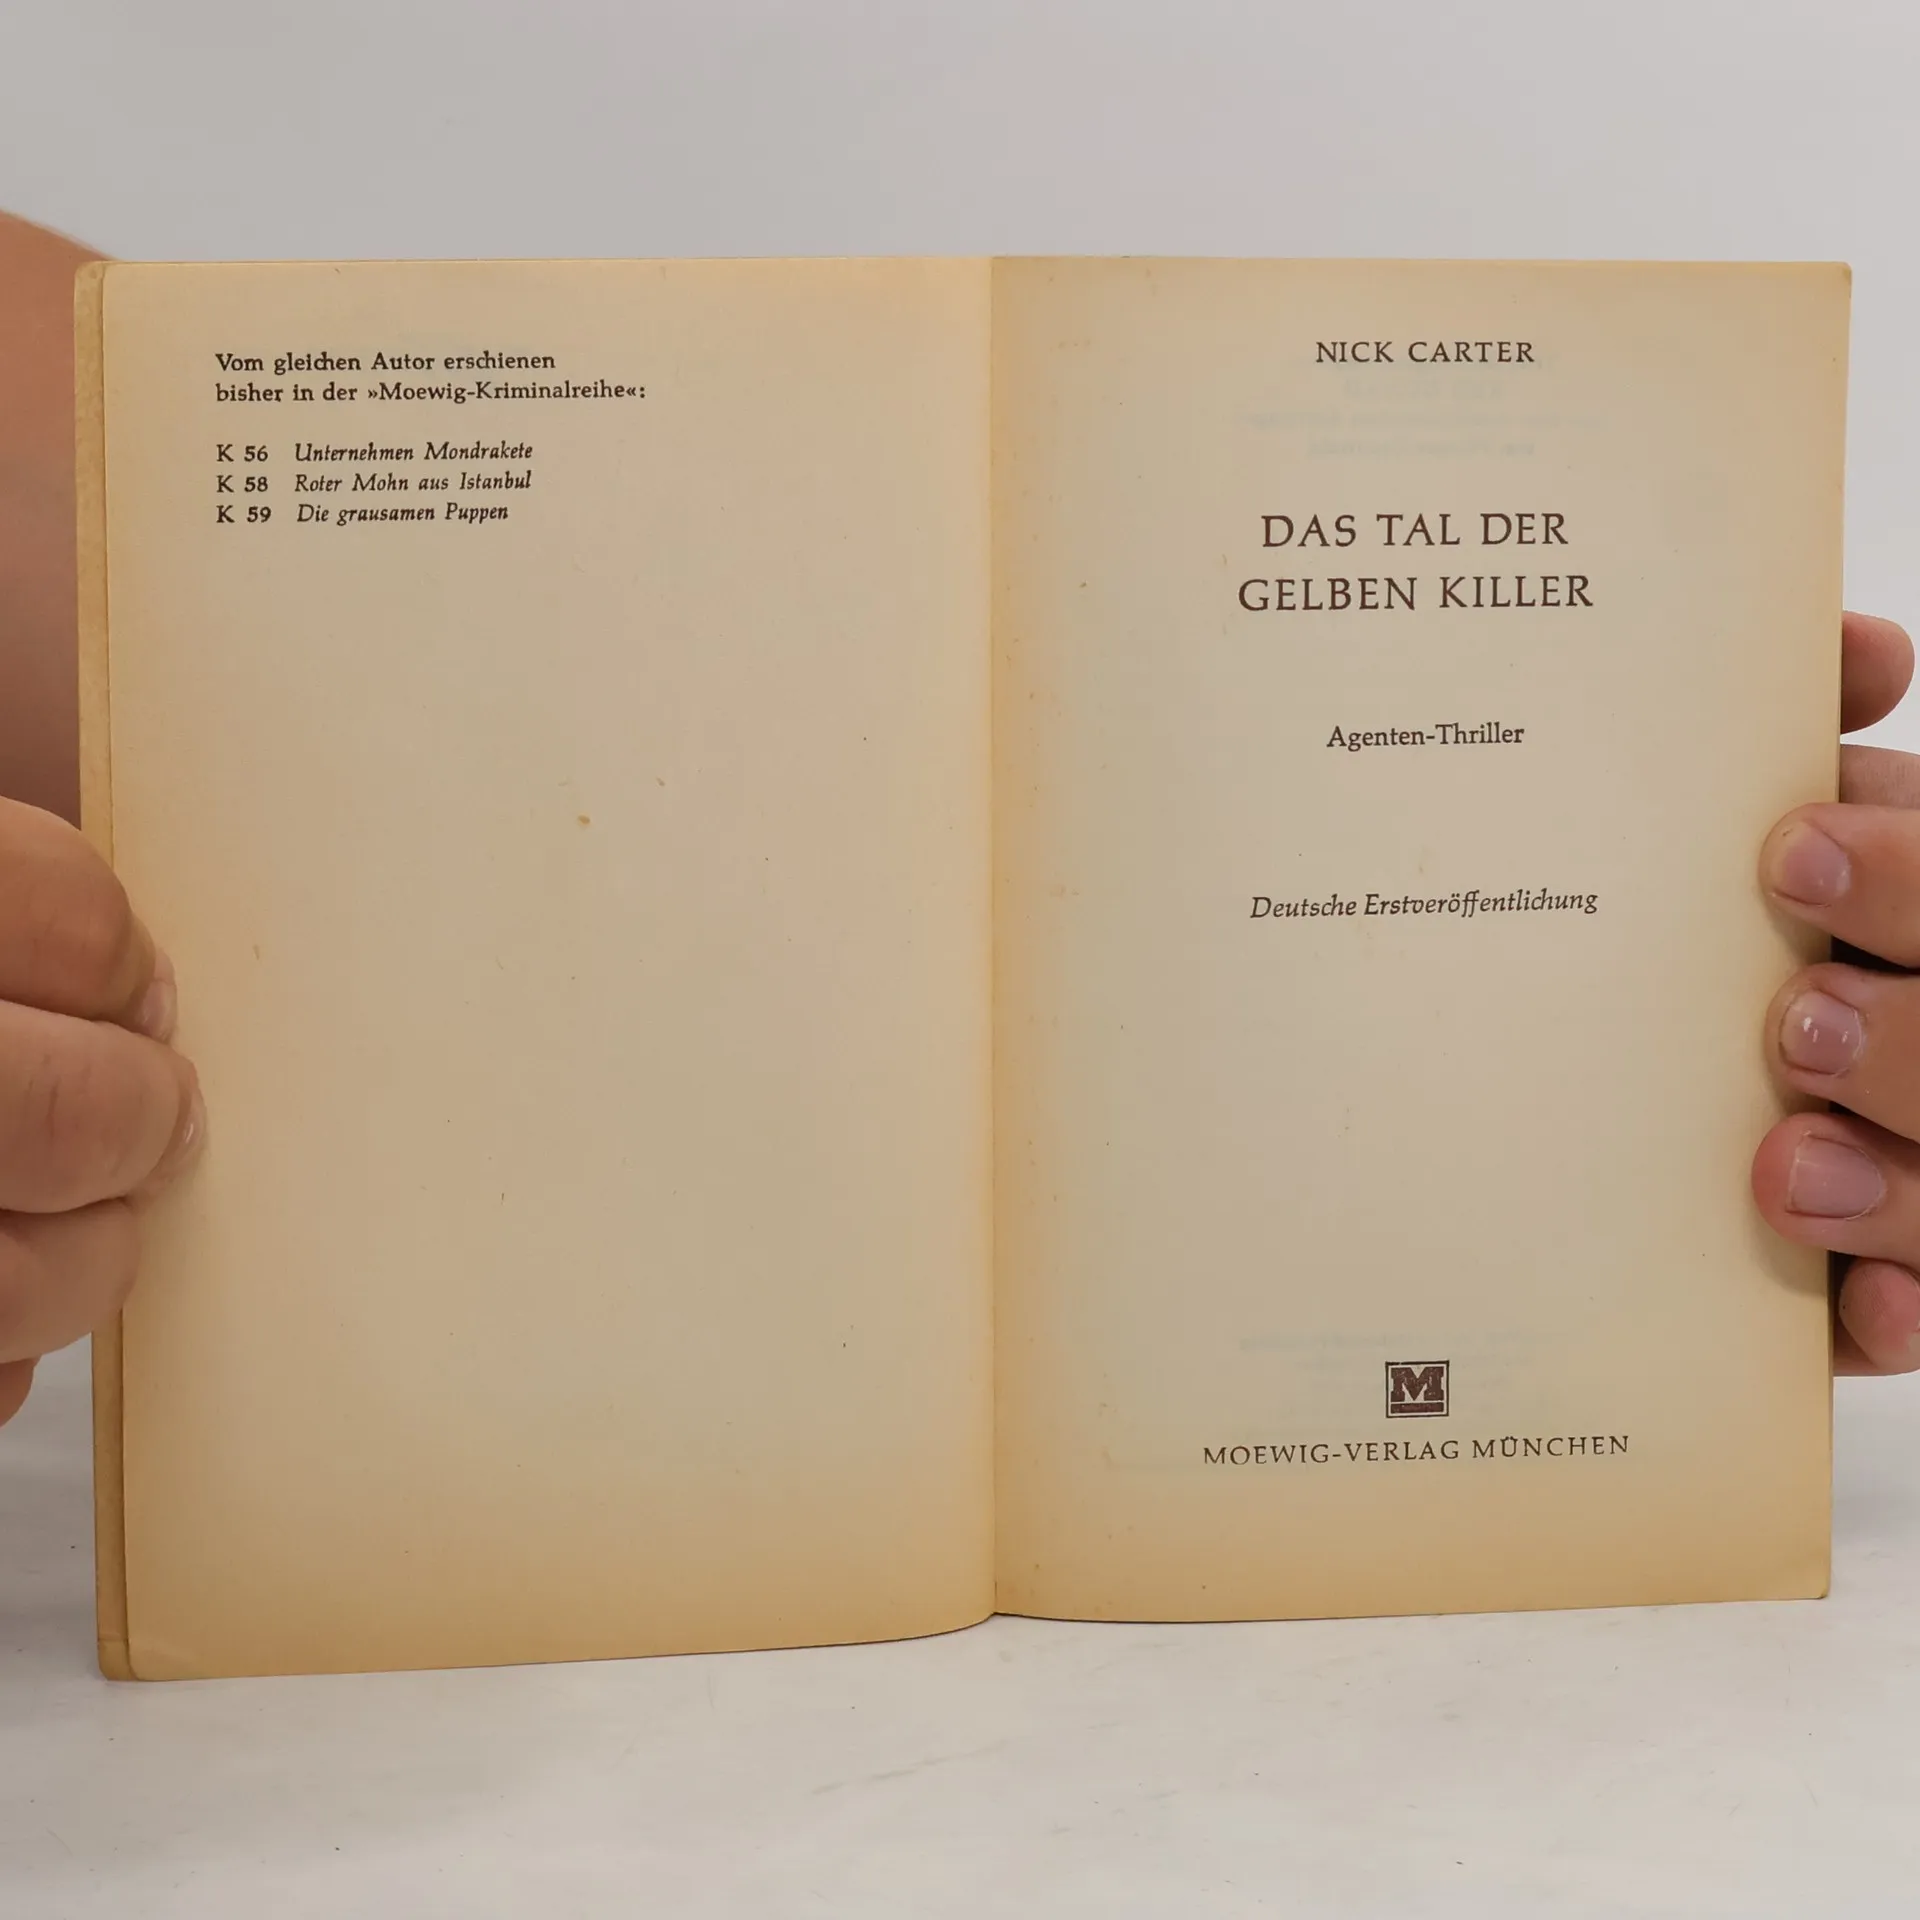 Vom gleichen Autor erschienen
bisher in der »Moewig-Kriminalreihe«:
K 56 Unternehmen Mondrakete
K 58 Roter Mohn aus Istanbul
K 59 Die grausamen Puppen
NICK CARTER
DAS TAL DER
GELBEN KILLER
Agenten-Thriller
Deutsche Erstveröffentlichung
M
MOEWIG-VERLAG MÜNCHEN